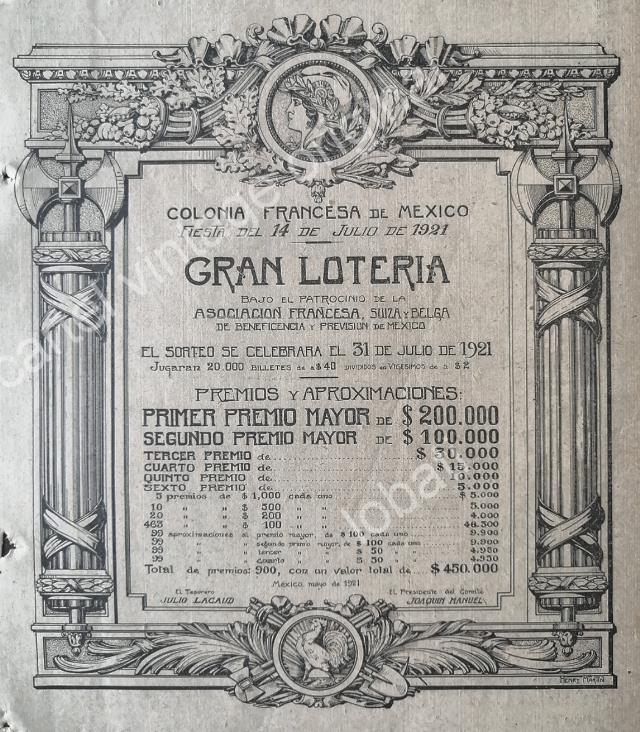 COLONIA FRANCESA DE MEXICO
FIESTA DEL 14 DE JULIO DE 1921
GRAN LOTERIA
BAJO EL PATROCINIO DE LA
ASOCIACION FRANCESA, SUIZA Y BELGA
DE BENEFICENCIA Y PREVISION DE MEXICO
EL SORTEO SE CELEBRARA EL 31 DE JULIO DE 1921
Jugaran 20.000 BILLETES de a $ 40 DIVIDIDOS en VIGESIMOS de a $ 2
PREMIOS Y APROXIMACIONES:
PRIMER PREMIO MAYOR DE $ 200.000
SEGUNDO PREMIO MAYOR DE $ 100.000
TERCER PREMIO de $ 30.000
CUARTO PREMIO de $ 15.000
QUINTO PREMIO de 10.000
SEXTO PREMIO de 5.000
5 premios de $ 1,000 cada uno $ 5.000
10 " " $ 500 " " 5.000
20 " " $ 200 " " 4.000
463 " " $ 100 " " 46.300
99 aproximaciones al premio mayor, de $ 100 cada uno 9.900
99 " " segundo premio mayor, de $ 100 cada uno 9.900
99 " " tercer " $ 50 " " 4.950
99 " " cuarto " $ 50 " " 4.950
Total de premios: 900, con un valor total de $ 450.000
México, mayo de 1921
El Tesorero El Presidente del Comité
JULIO LACAUD JOAQUIN MANUEL
HENRY MARTIN